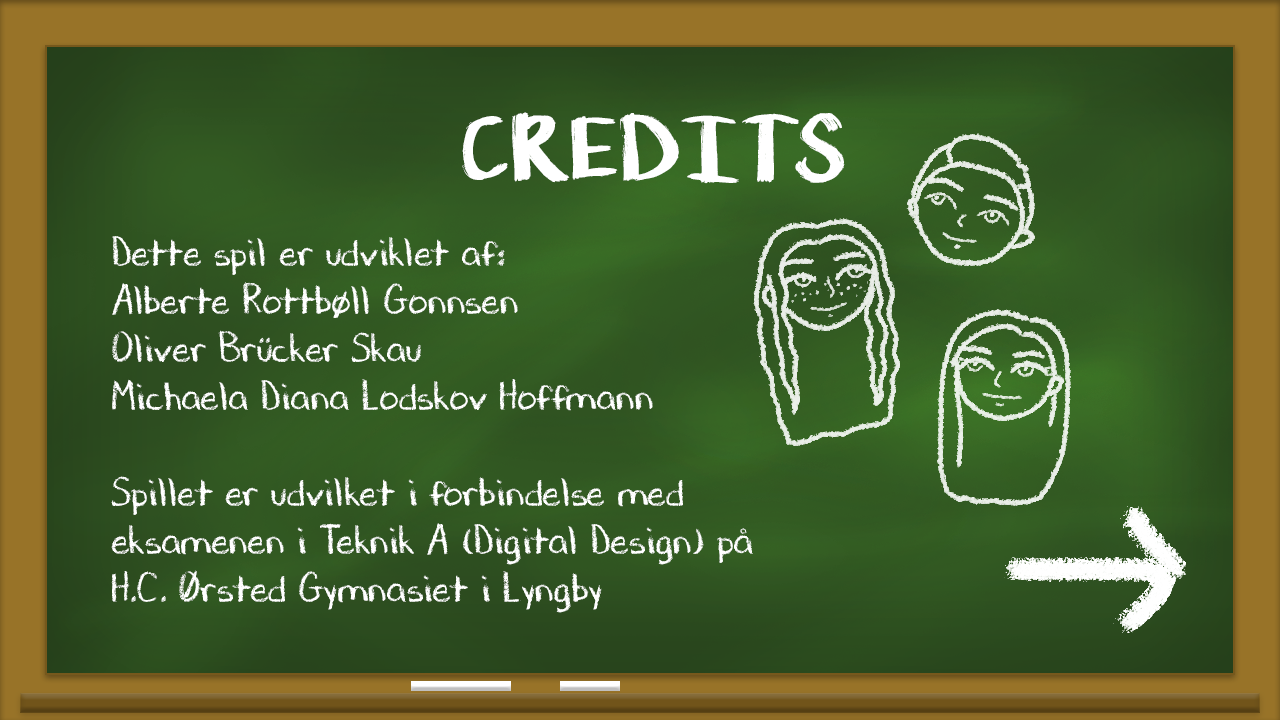 CREDITS
Dette spil er udviklet af:
Alberte Rottbøll Gonnsen
Oliver Brücker Skau
Michaela Diana Lodskov Hoffmann
Spillet er udvilket i forbindelse med
eksamenen i Teknik A (Digital Design) på
H.C. Ørsted Gymnasiet i Lyngby